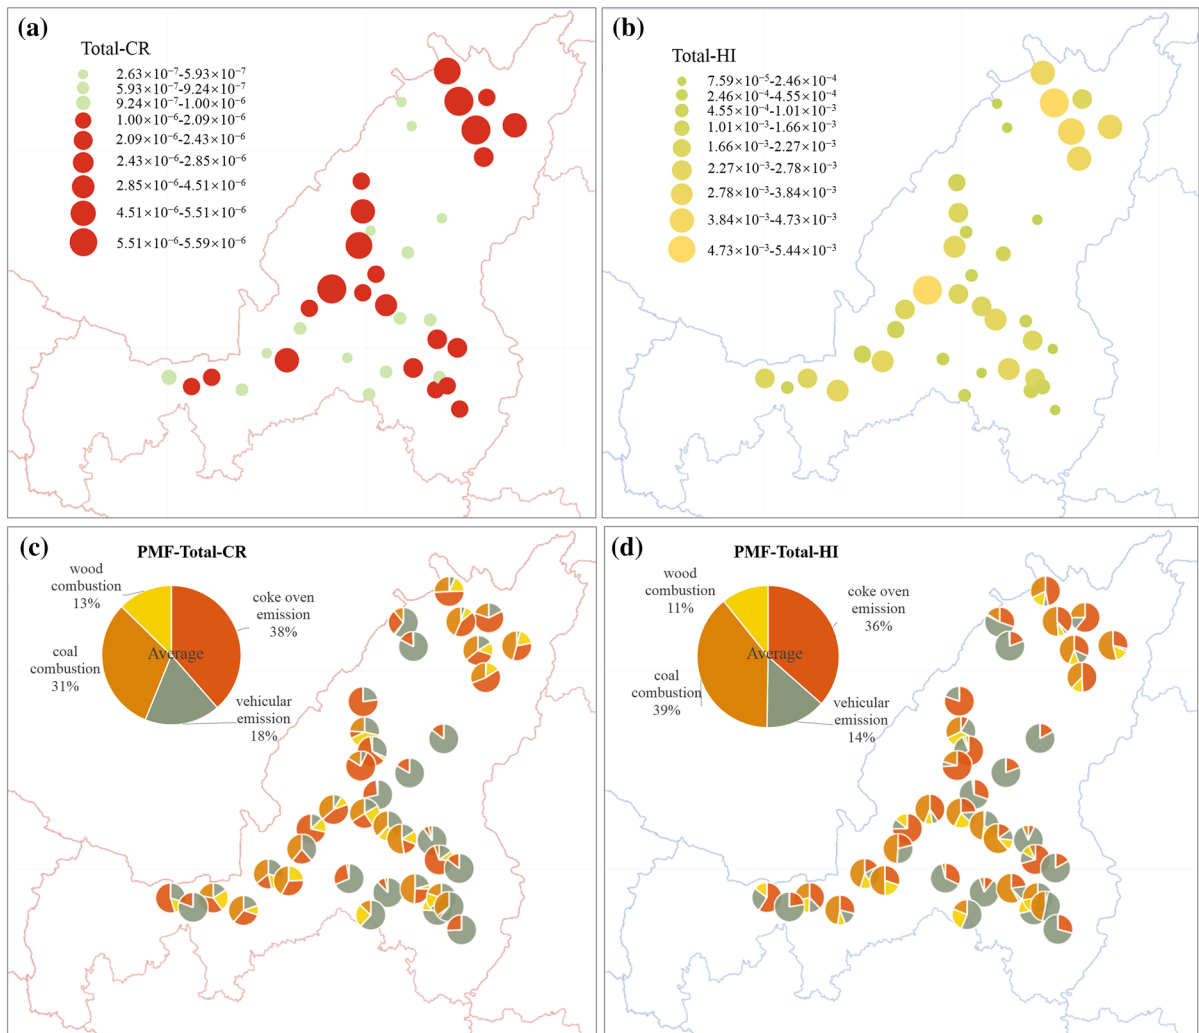 (a)
Total-CR
2.63×10⁻⁷-5.93×10⁻⁷
5.93×10⁻⁷-9.24×10⁻⁷
9.24×10⁻⁷-1.00×10⁻⁶
1.00×10⁻⁶-2.09×10⁻⁶
2.09×10⁻⁶-2.43×10⁻⁶
2.43×10⁻⁶-2.85×10⁻⁶
2.85×10⁻⁶-4.51×10⁻⁶
4.51×10⁻⁶-5.51×10⁻⁶
5.51×10⁻⁶-5.59×10⁻⁶
(b)
Total-HI
7.59×10⁻⁵-2.46×10⁻⁴
2.46×10⁻⁴-4.55×10⁻⁴
4.55×10⁻⁴-1.01×10⁻³
1.01×10⁻³-1.66×10⁻³
1.66×10⁻³-2.27×10⁻³
2.27×10⁻³-2.78×10⁻³
2.78×10⁻³-3.84×10⁻³
3.84×10⁻³-4.73×10⁻³
4.73×10⁻³-5.44×10⁻³
(c)
PMF-Total-CR
wood
combustion
13%
coke oven
emission
38%
Average
coal
combustion
31%
vehicular
emission
18%
(d)
PMF-Total-HI
wood
combustion
11%
coke oven
emission
36%
Average
coal
combustion
39%
vehicular
emission
14%